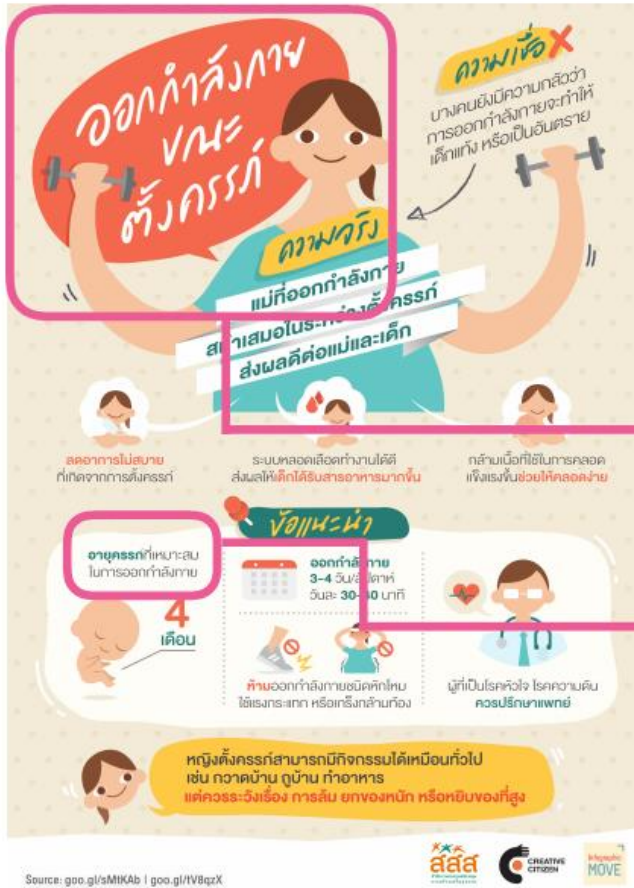 ออกกำลังกาย
ขณะ
ตั้งครรภ์
ความเชื่อ
บางคนยังมีความกลัวว่า
การออกกำลังกายจะทำให้
เด็กแท้ง หรือเป็นอันตราย
ความจริง
แม่ที่ออกกำลังกาย
สม่ำเสมอในระหว่างตั้งครรภ์
ส่งผลดีต่อแม่และเด็ก
ลดอาการไม่สบาย
ที่เกิดจากการตั้งครรภ์
ระบบหลอดเลือดทำงานได้ดี
ส่งผลให้เด็กได้รับสารอาหารมากขึ้น
กล้ามเนื้อที่ใช้ในการคลอด
แข็งแรงขึ้นช่วยให้คลอดง่าย
ข้อแนะนำ
อายุครรภ์ที่เหมาะสม
ในการออกกำลังกาย
4
เดือน
ออกกำลังกาย
3-4 วัน/สัปดาห์
วันละ 30-40 นาที
ห้ามออกกำลังกายชนิดหักโหม
ใช้แรงกระแทก หรือเกร็งกล้ามท้อง
ผู้ที่เป็นโรคหัวใจ โรคความดัน
ควรปรึกษาแพทย์
หญิงตั้งครรภ์สามารถมีกิจกรรมได้เหมือนทั่วไป
เช่น กวาดบ้าน ถูบ้าน ทำอาหาร
แต่ควรระวังเรื่อง การล้ม ยกของหนัก หรือหยิบของที่สูง
Source: goo.gl/sMtKAb | goo.gl/tV8qzX
สสส
CREATIVE
CITIZEN
Infographic
MOVE